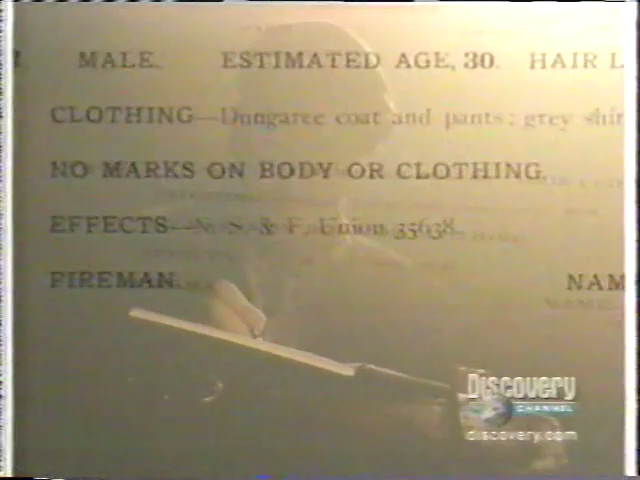 MALE. ESTIMATED AGE, 30. HAIR L
CLOTHING—Dungaree coat and pants; grey shir
NO MARKS ON BODY OR CLOTHING.
EFFECTS—N. S. & F. Union 35638.
FIREMAN. NAM
Discovery
CHANNEL
discovery.com